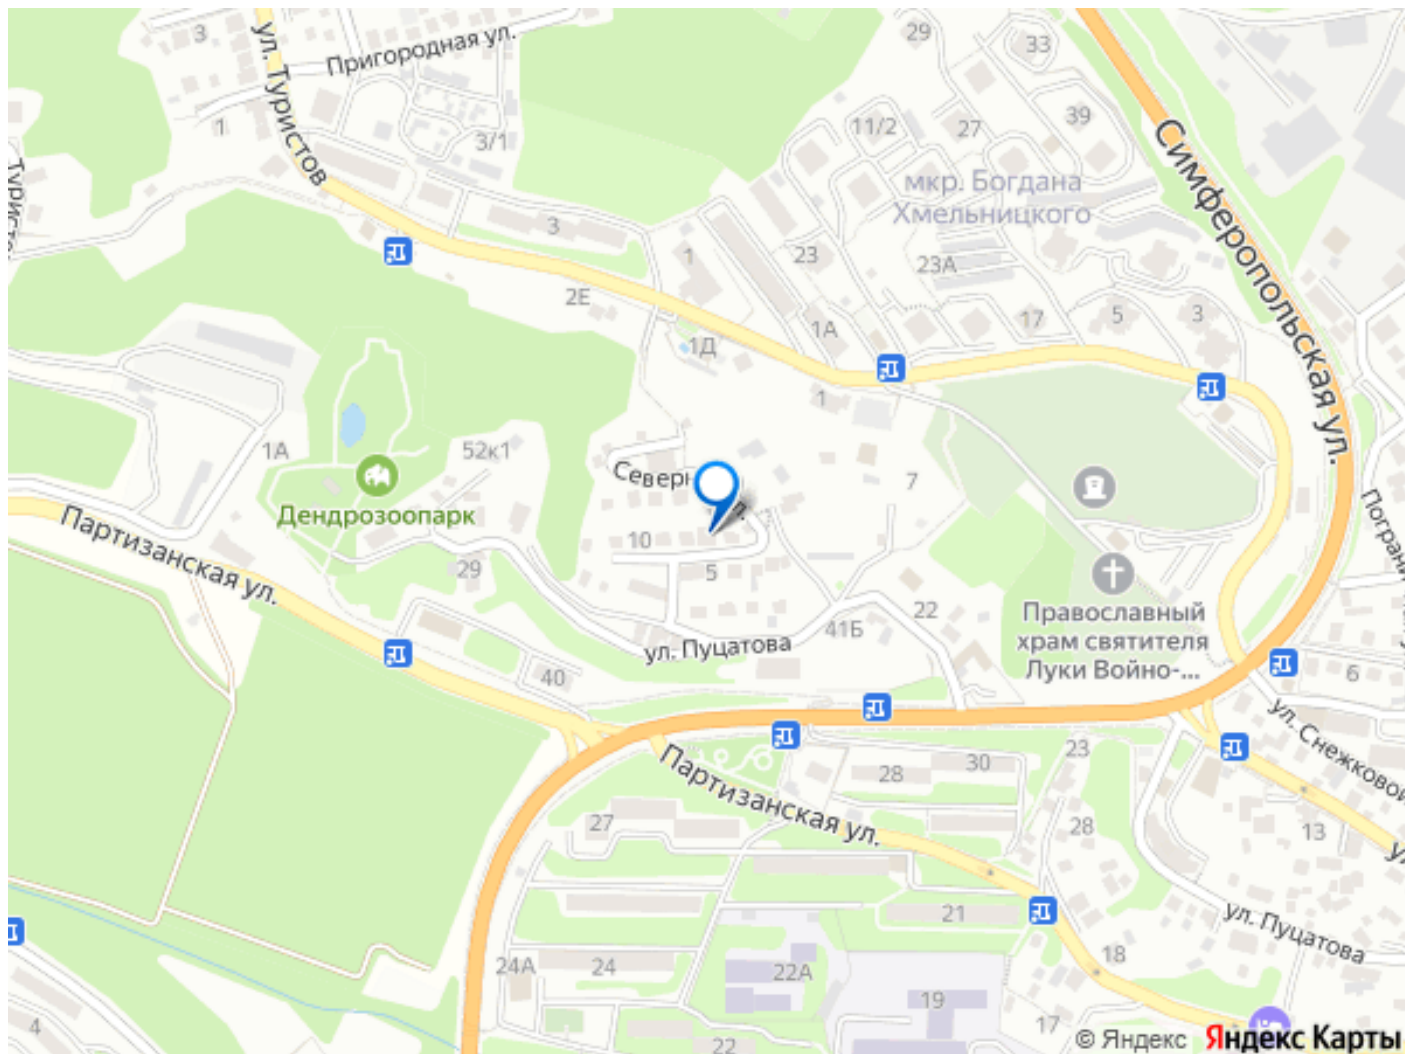 3
ул. Туристов
Пригородная ул.
29
33
1
3/1
11/2
27
39
Симферопольская ул.
мкр. Богдана
Хмельницкого
3
1
23
23А
2Е
1Д
1А
17
5
3
1
1А
52к1
Дендрозоопарк
7
10
5
29
Партизанская ул.
22
41Б
ул. Пуцатова
Православный
храм святителя
Луки Войно-...
40
6
ул. Снежковой
Партизанская ул.
28
30
23
27
28
13
21
ул. Пуцатова
18
24А
24
22А
19
17
4
22
© Яндекс
Яндекс Карты